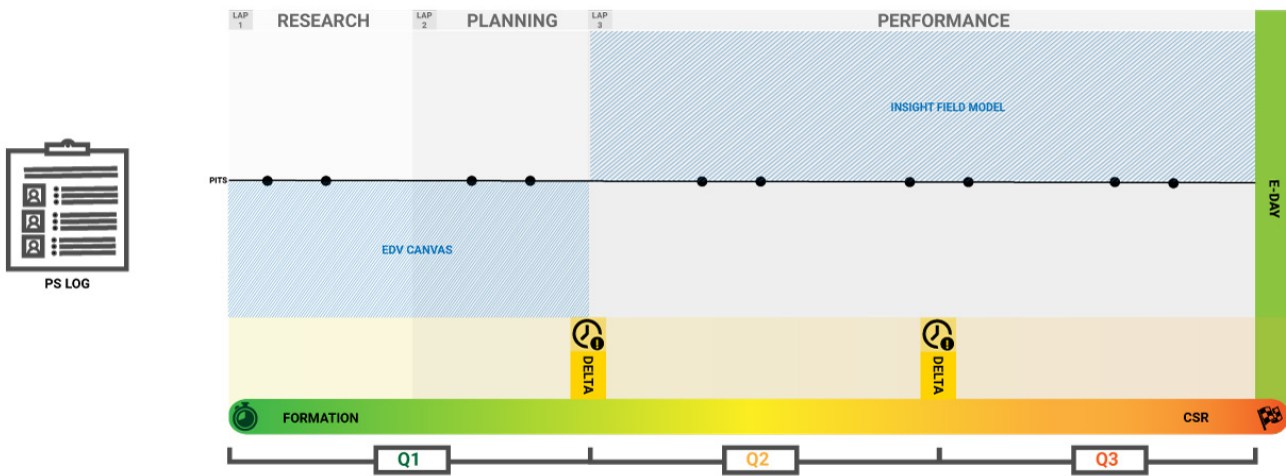 LAP
1
RESEARCH
LAP
2
PLANNING
LAP
3
PERFORMANCE
INSIGHT FIELD MODEL
PITS
E-DAY
EDV CANVAS
PS LOG
DELTA
DELTA
FORMATION
CSR
Q1
Q2
Q3